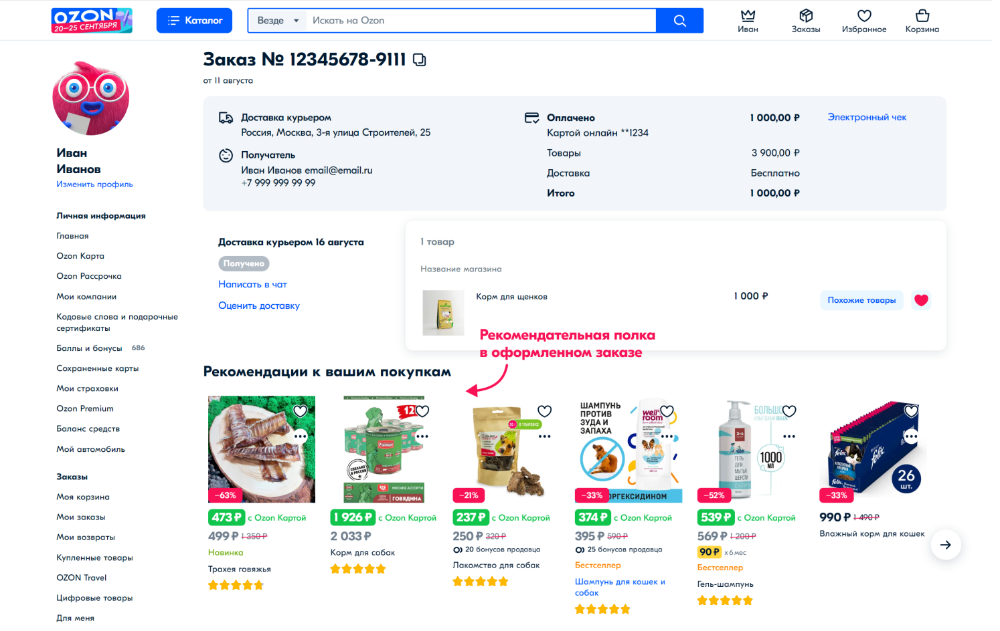 OZON
20–25 СЕНТЯБРЯ
%
Каталог
Везде
Искать на Ozon
Иван
Заказы
Избранное
Корзина
Иван
Иванов
Изменить профиль
Личная информация
Главная
Ozon Карта
Ozon Рассрочка
Мои компании
Кодовые слова и подарочные
сертификаты
Баллы и бонусы 686
Сохраненные карты
Мои страховки
Ozon Premium
Баланс средств
Мой автомобиль
Заказы
Моя корзина
Мои заказы
Мои возвраты
Купленные товары
OZON Travel
Цифровые товары
Для меня
Заказ № 12345678-9111
от 11 августа
Доставка курьером
Россия, Москва, 3-я улица Строителей, 25
Получатель
Иван Иванов email@email.ru
+7 999 999 99 99
Оплачено 1 000,00 ₽
Картой онлайн **1234
Товары 3 900,00 ₽
Доставка Бесплатно
Итого 1 000,00 ₽
Электронный чек
Доставка курьером 16 августа
Получено
Написать в чат
Оценить доставку
1 товар
Название магазина
Корм для щенков
1 000 ₽
Похожие товары
Рекомендательная полка
в оформленном заказе
Рекомендации к вашим покупкам
–63%
473 ₽ с Ozon Картой
499 ₽ 1 350 ₽
Новинка
Трахея говяжья
12
СДЕЛАНО
В РОССИИ
МЯСНОЕ АССОРТИ
ГОВЯДИНА
1 926 ₽ с Ozon Картой
2 033 ₽
Корм для собак
В УПАКОВКЕ
–21%
237 ₽ с Ozon Картой
250 ₽ 320 ₽
20 бонусов продавца
Лакомство для собак
ШАМПУНЬ
ПРОТИВ
ЗУДА И
ЗАПАХА
well
room
ОРГЕКСИДИНОМ
–33%
374 ₽ с Ozon Картой
395 ₽ 590 ₽
25 бонусов продавца
Бестселлер
Шампунь для кошек и
собак
2+4
ГЕЛЬ
ДЛЯ
МЫТЬЯ
ШЕРСТИ
1000
МЛ
–52%
539 ₽ с Ozon Картой
569 ₽ 1 200 ₽
90 ₽ х 6 мес
Бестселлер
Гель-шампунь
felix
felix
26
шт.
–33%
990 ₽ 1 490 ₽
Влажный корм для кошек